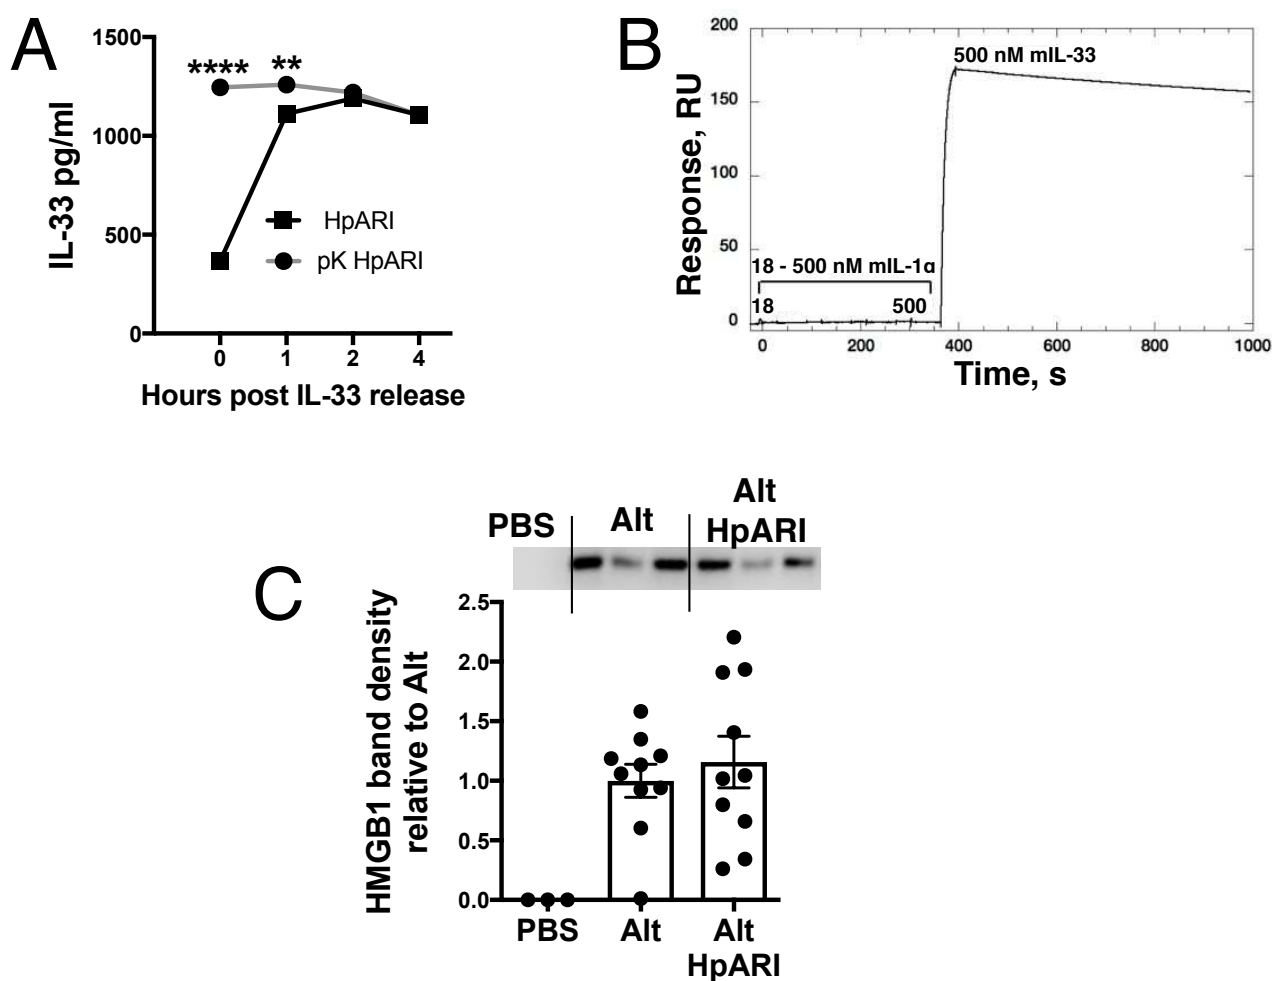 A
IL-33 pg/ml
1500
1000
500
0
**** **
HpARI
pK HpARI
0 1 2 4
Hours post IL-33 release
B
Response, RU
200
150
100
50
0
500 nM mIL-33
18 - 500 nM mIL-1α
18 500
0 200 400 600 800 1000
Time, s
C
PBS
Alt
Alt
HpARI
HMGB1 band density
relative to Alt
2.5
2.0
1.5
1.0
0.5
0.0
PBS
Alt
Alt
HpARI